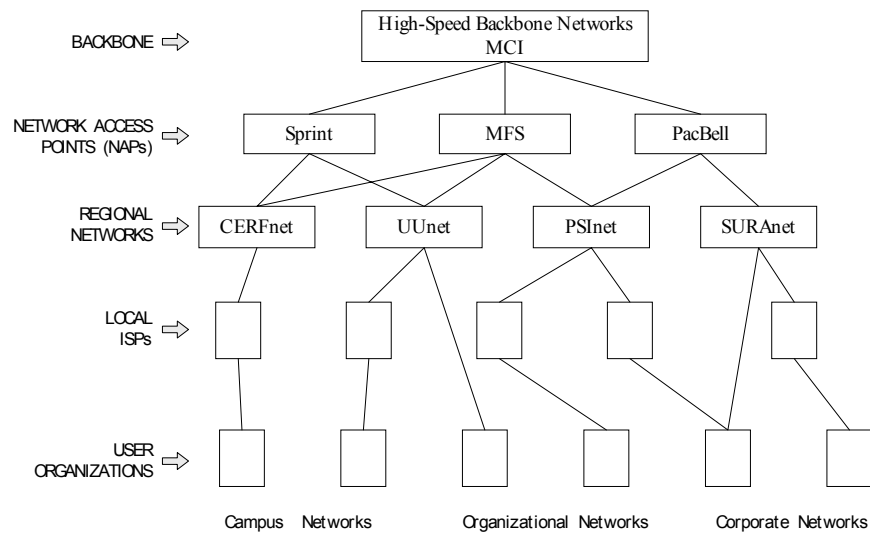 High-Speed Backbone Networks
MCI
BACKBONE
NETWORK ACCESS
POINTS (NAPs)
Sprint
MFS
PacBell
REGIONAL
NETWORKS
CERFnet
UUnet
PSInet
SURAnet
LOCAL
ISPs
USER
ORGANIZATIONS
Campus Networks
Organizational Networks
Corporate Networks